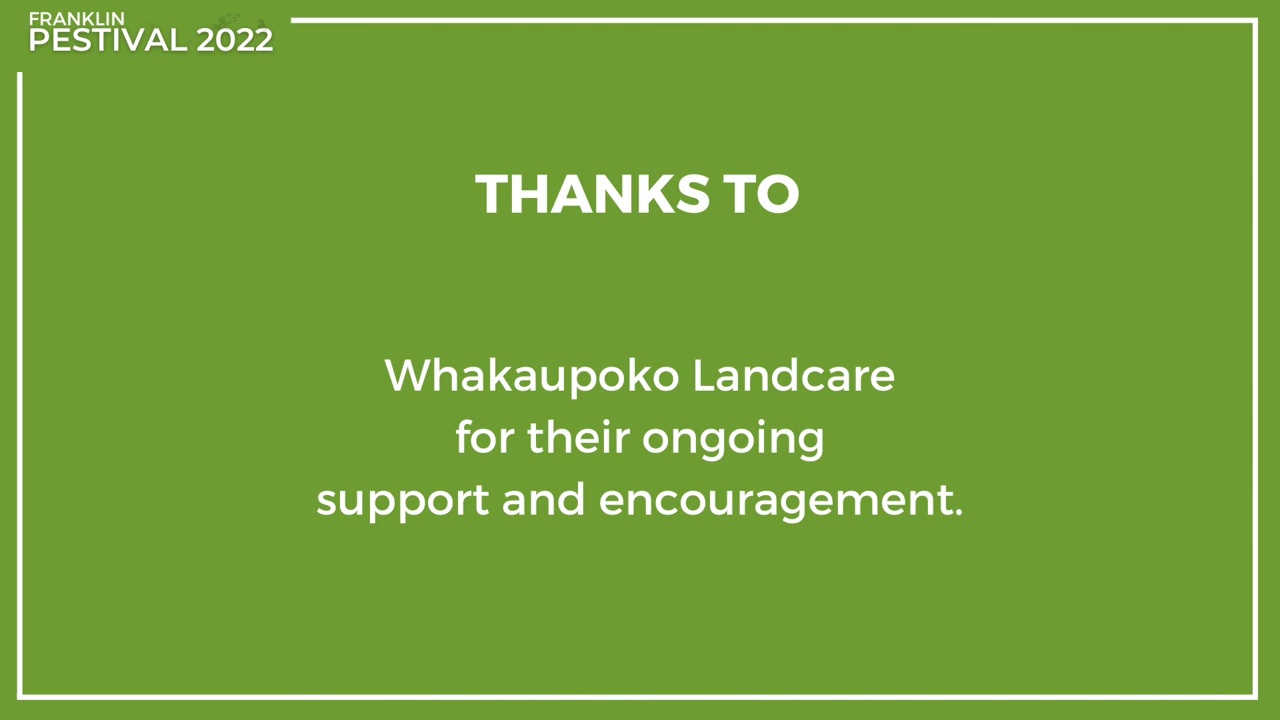 FRANKLIN
PESTIVAL 2022
THANKS TO
Whakaupoko Landcare
for their ongoing
support and encouragement.